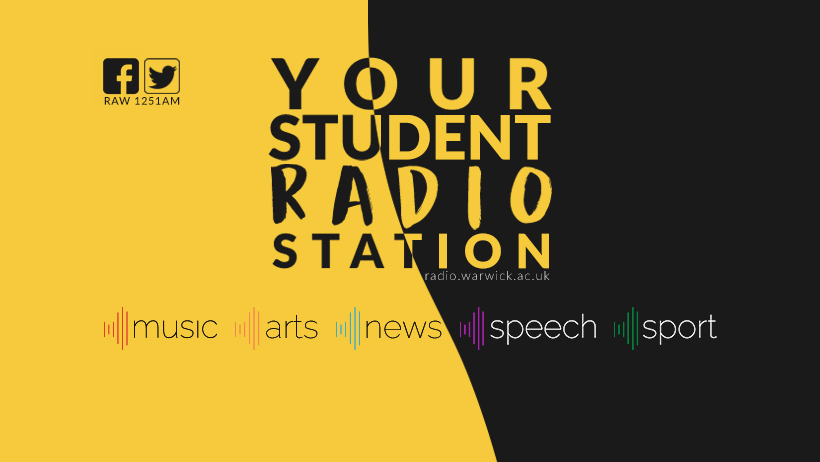 RAW 1251AM
YOUR
STUDENT
RADIO
STATION
radio.warwick.ac.uk
music arts news speech sport